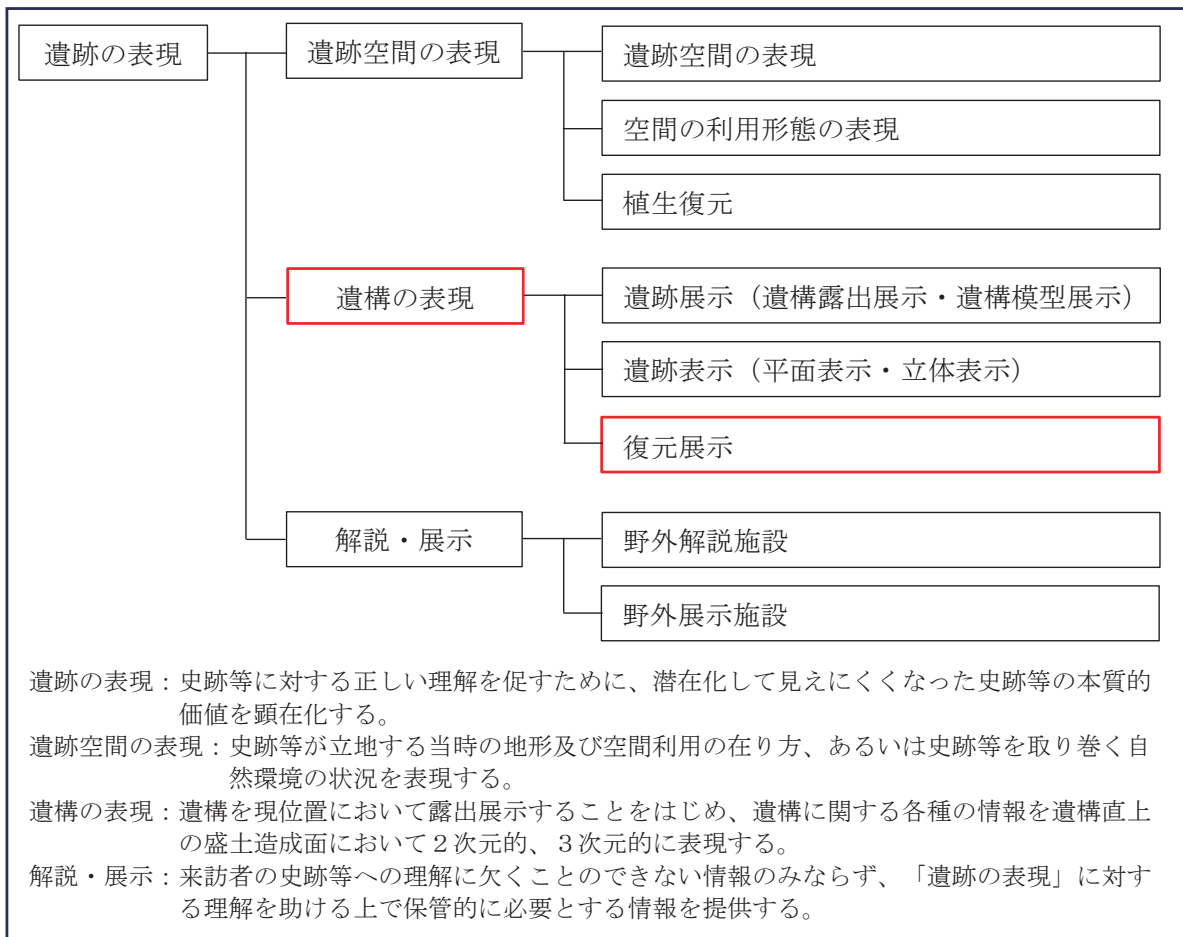 遺跡の表現
遺跡空間の表現
遺跡空間の表現
空間の利用形態の表現
植生復元
遺構の表現
遺跡展示（遺構露出展示・遺構模型展示）
遺跡表示（平面表示・立体表示）
復元展示
解説・展示
野外解説施設
野外展示施設
遺跡の表現：史跡等に対する正しい理解を促すために、潜在化して見えにくくなった史跡等の本質的
価値を顕在化する。
遺跡空間の表現：史跡等が立地する当時の地形及び空間利用の在り方、あるいは史跡等を取り巻く自
然環境の状況を表現する。
遺構の表現：遺構を現位置において露出展示することをはじめ、遺構に関する各種の情報を遺構直上
の盛土造成面において２次元的、３次元的に表現する。
解説・展示：来訪者の史跡等への理解に欠くことのできない情報のみならず、「遺跡の表現」に対す
る理解を助ける上で保管的に必要とする情報を提供する。